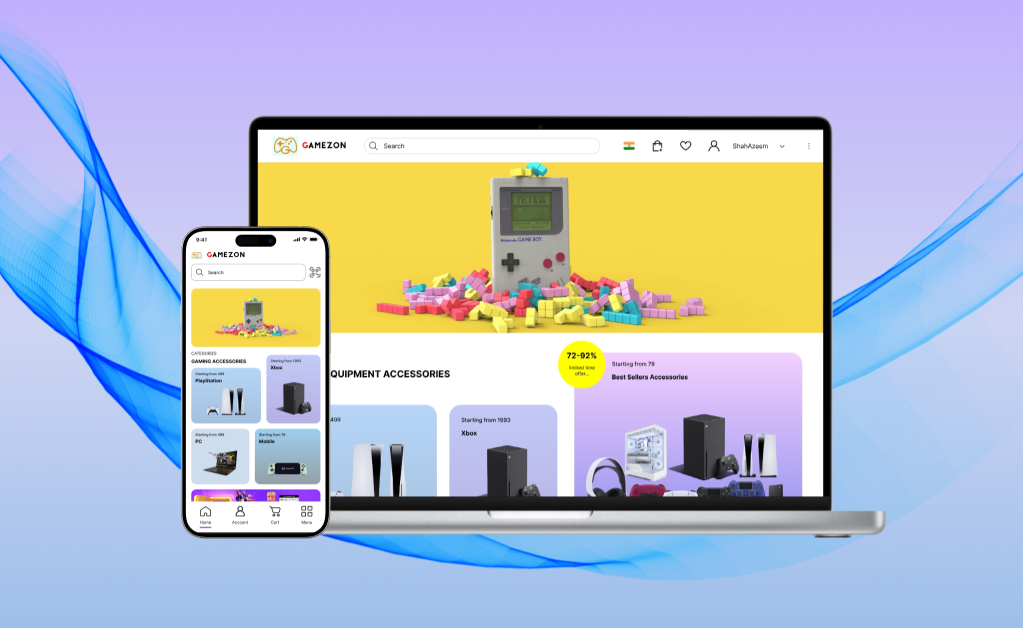 GAMEZON
Search
ShahAzeem
TETRIS
Nintendo GAME BOY
72-92%
limited time
offer...
Starting from 79
Best Sellers Accessories
QUIPMENT ACCESSORIES
499
Starting from 1993
Xbox
9:41
GAMEZON
Search
CATEGORIES
GAMING ACCESSORIES
Starting from 499
PlayStation
Starting from 1993
Xbox
Starting from 499
PC
Starting from 79
Mobile
Home
Account
Cart
Menu